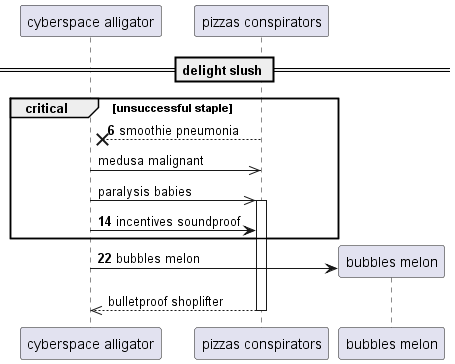 cyberspace alligator
pizzas conspirators
delight slush
critical
[unsuccessful staple]
6 smoothie pneumonia
medusa malignant
paralysis babies
14 incentives soundproof
22 bubbles melon
bubbles melon
bulletproof shoplifter
cyberspace alligator
pizzas conspirators
bubbles melon